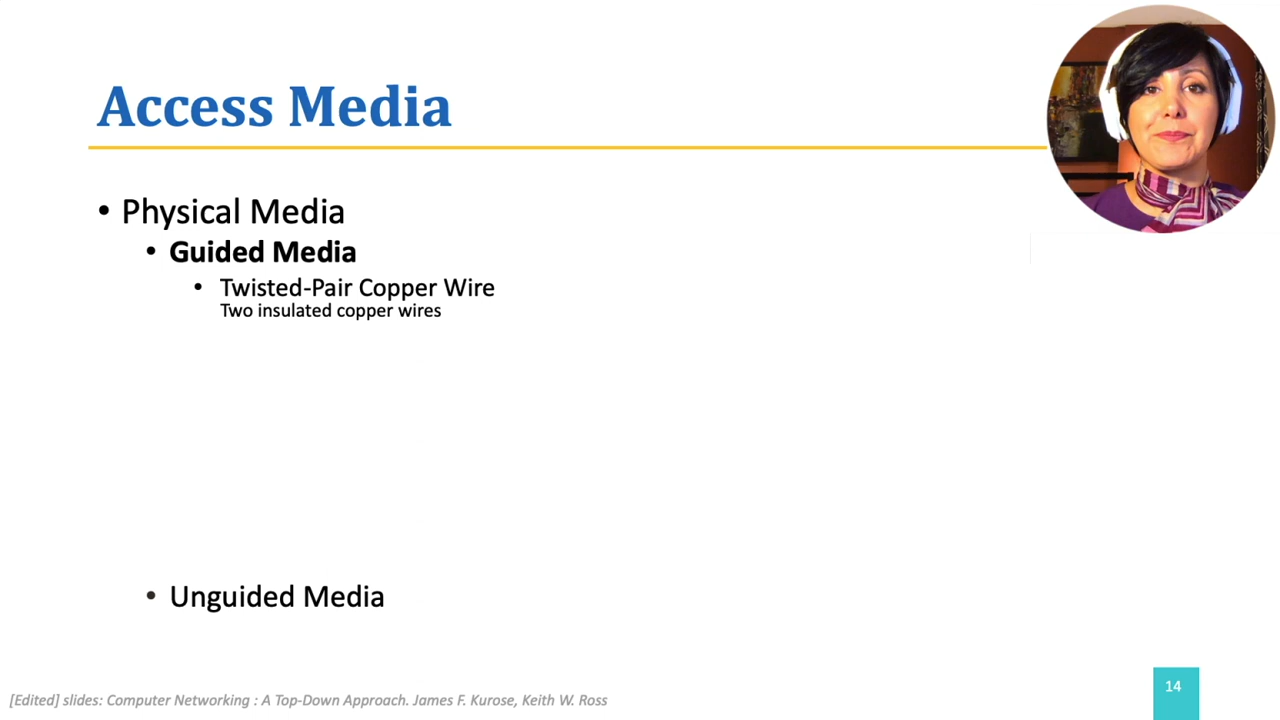 Access Media
• Physical Media
• Guided Media
• Twisted-Pair Copper Wire
Two insulated copper wires
• Unguided Media
[Edited] slides: Computer Networking : A Top-Down Approach. James F. Kurose, Keith W. Ross
14